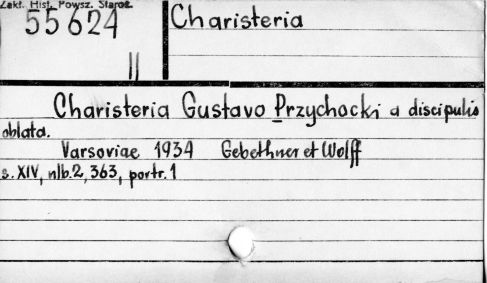 Zakł. Hist. Powsz. Staroż.
55624
II
Charisteria
Charisteria Gustavo Przychocki a discipulis
oblata.
Varsoviae 1934 Gebethner et Wolff
s. XIV, nlb. 2, 363, portr. 1